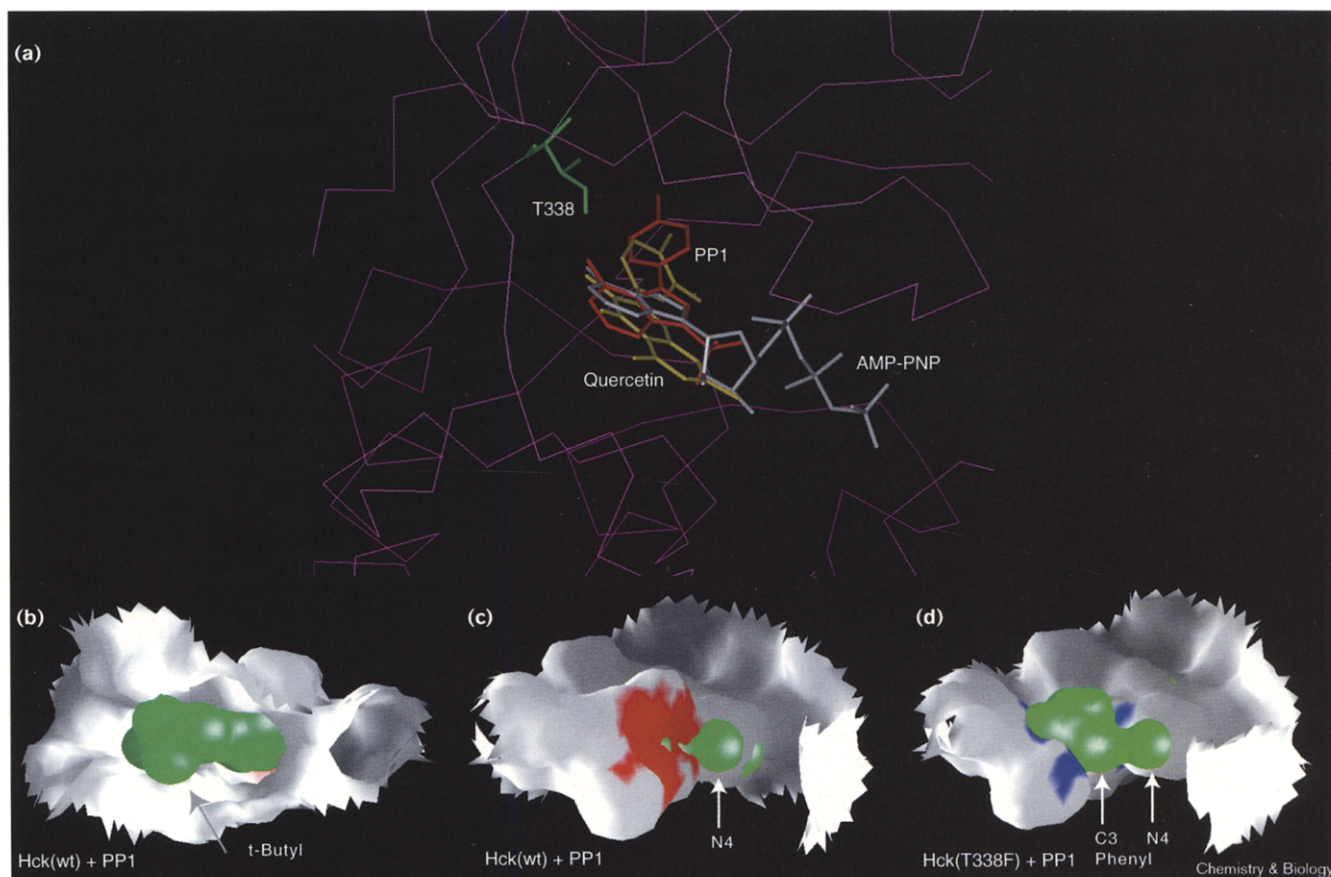 (a)
T338
PP1
Quercetin
AMP-PNP
(b)
t-Butyl
Hck(wt) + PP1
(c)
N4
Hck(wt) + PP1
(d)
C3
Phenyl
N4
Hck(T338F) + PP1
Chemistry & Biology